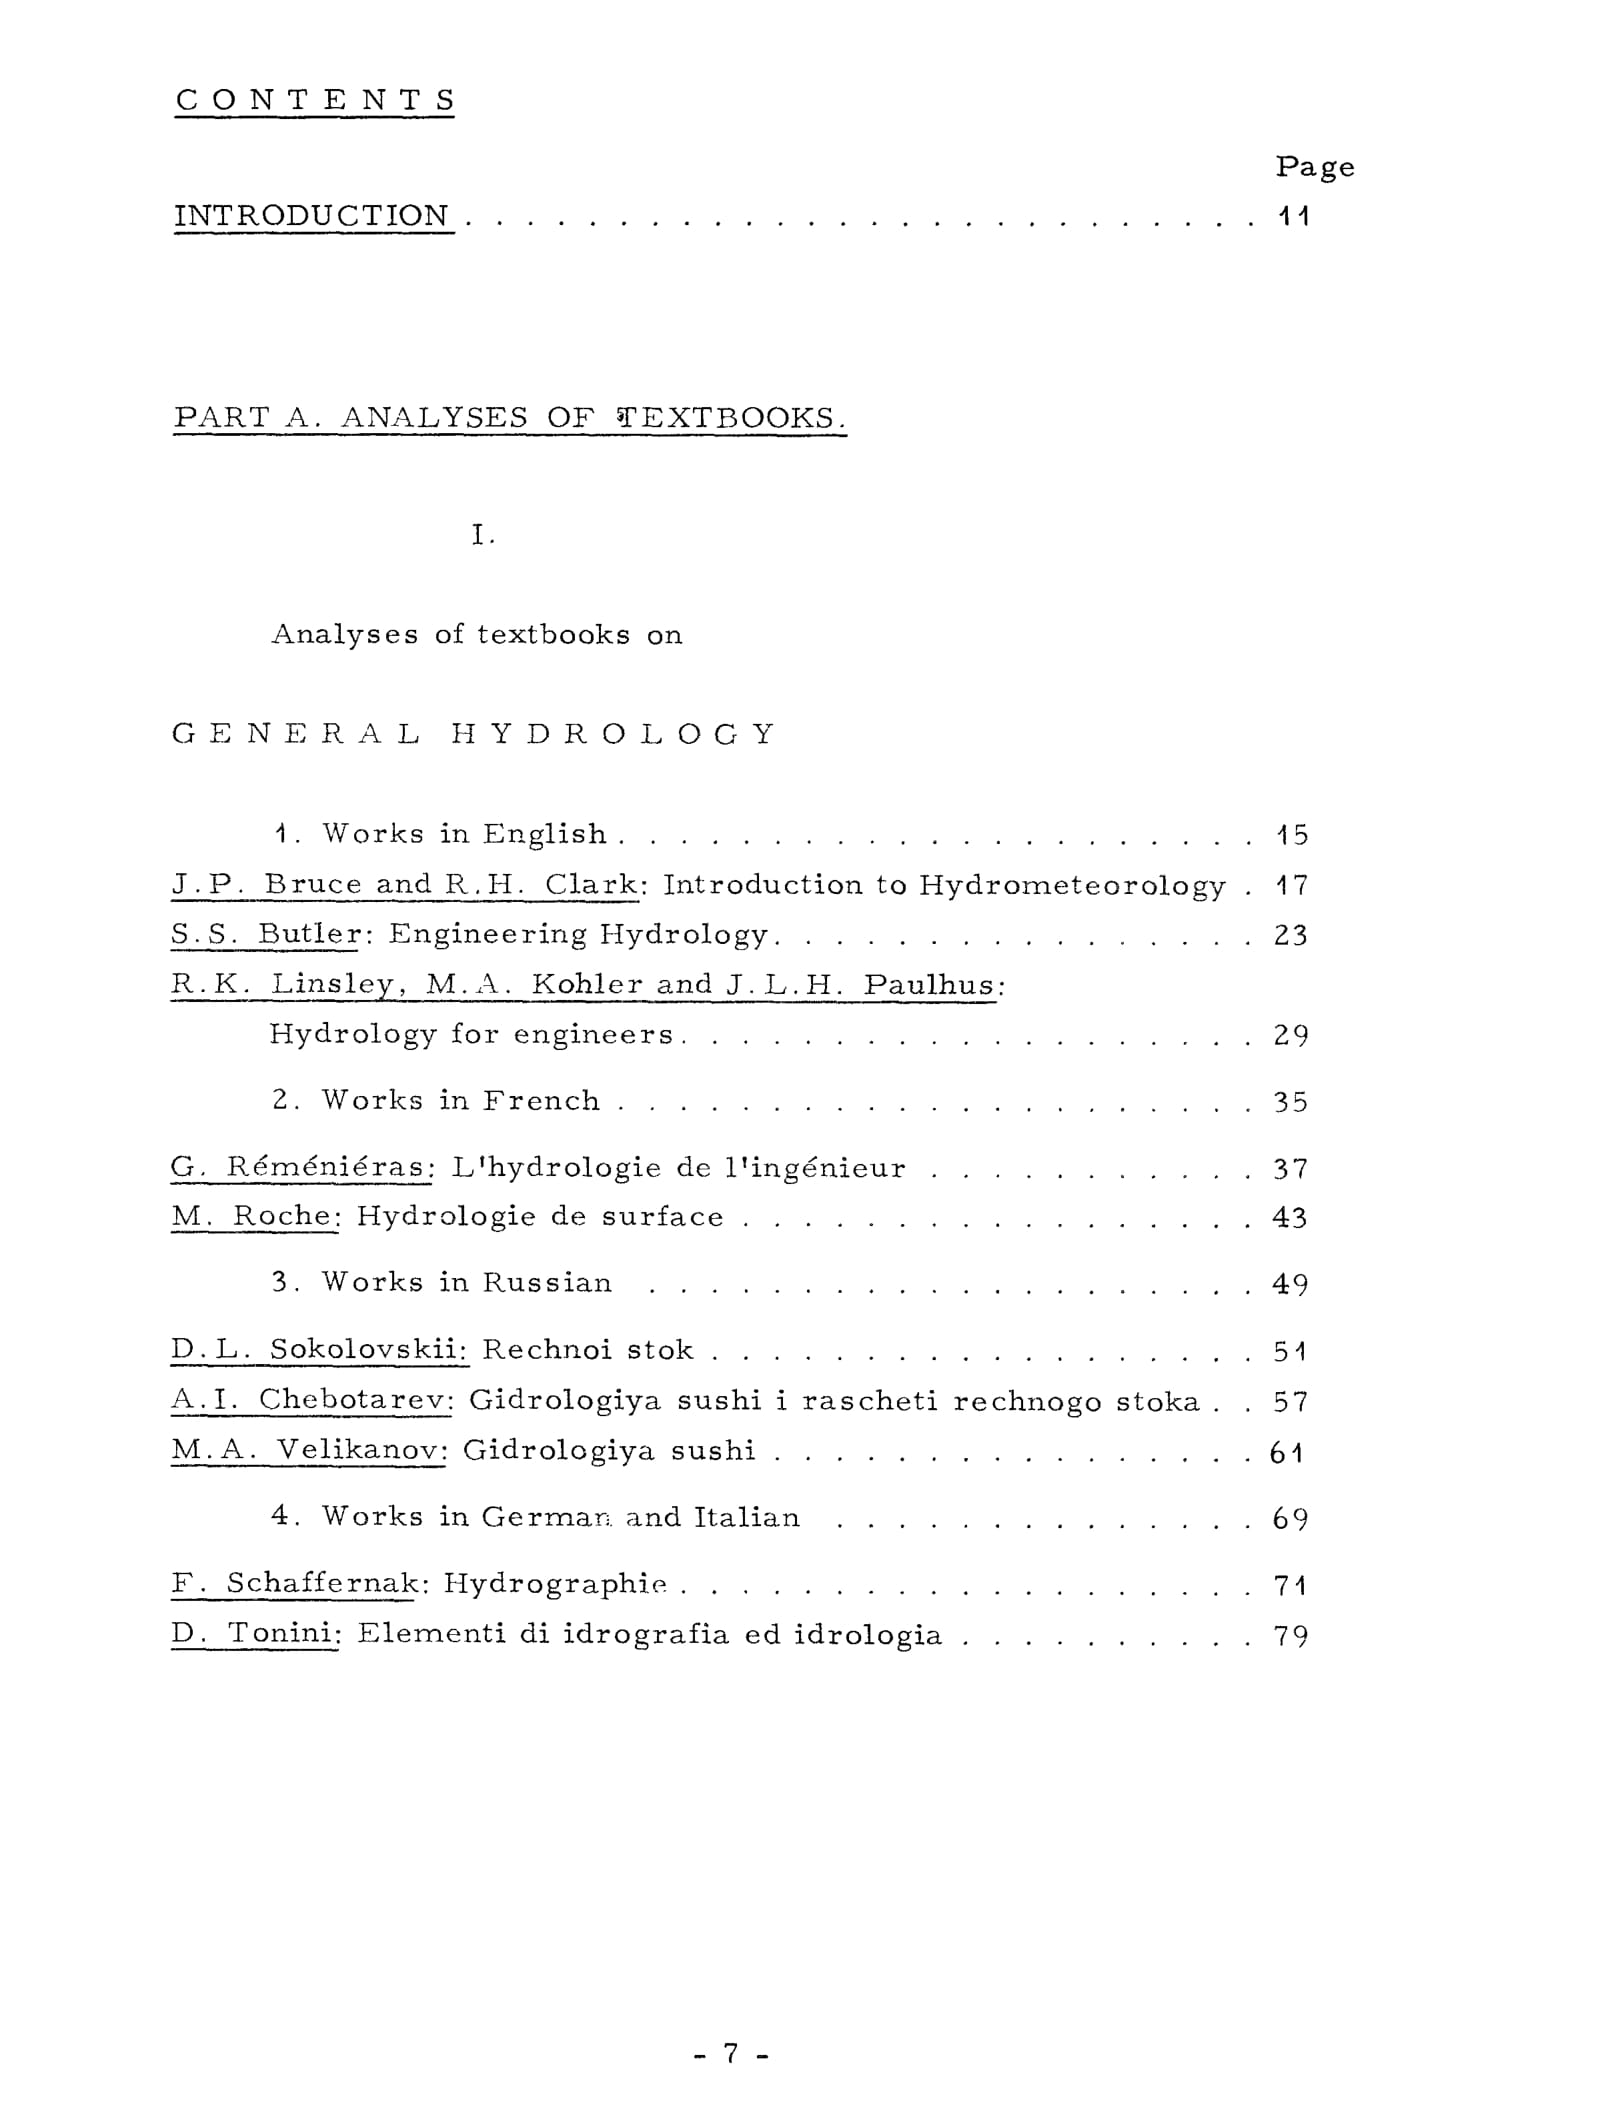 C O N T E N T S
Page
INTRODUCTION . . . . . . . . . . . . . . . . . . . . . . . . . . 11
PART A. ANALYSES OF TEXTBOOKS.
I.
Analyses of textbooks on
G E N E R A L H Y D R O L O G Y
1. Works in English . . . . . . . . . . . . . . . . . . . . . 15
J.P. Bruce and R.H. Clark: Introduction to Hydrometeorology . 17
S.S. Butler: Engineering Hydrology. . . . . . . . . . . . . . . . 23
R.K. Linsley, M.A. Kohler and J.L.H. Paulhus:
Hydrology for engineers. . . . . . . . . . . . . . . . . . . 29
2. Works in French . . . . . . . . . . . . . . . . . . . . . 35
G. Réméniéras: L'hydrologie de l'ingénieur . . . . . . . . . . . 37
M. Roche: Hydrologie de surface . . . . . . . . . . . . . . . . . 43
3. Works in Russian . . . . . . . . . . . . . . . . . . . . 49
D.L. Sokolovskii: Rechnoi stok . . . . . . . . . . . . . . . . . . 51
A.I. Chebotarev: Gidrologiya sushi i rascheti rechnogo stoka . . 57
M.A. Velikanov: Gidrologiya sushi . . . . . . . . . . . . . . . . 61
4. Works in German and Italian . . . . . . . . . . . . . . 69
F. Schaffernak: Hydrographie . . . . . . . . . . . . . . . . . . . 71
D. Tonini: Elementi di idrografia ed idrologia . . . . . . . . . . 79
- 7 -